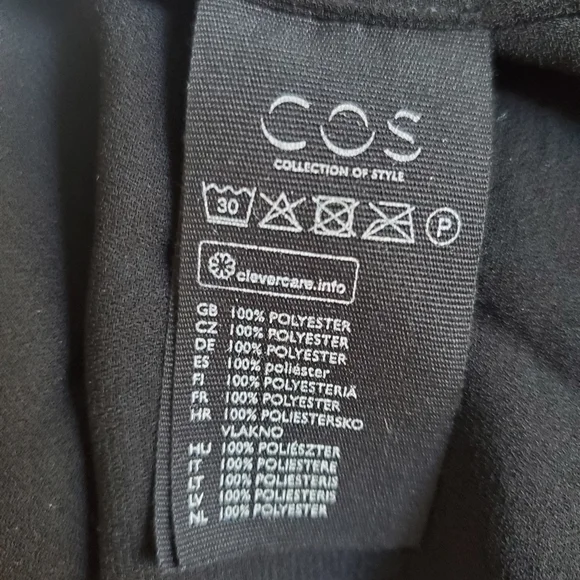 COS
COLLECTION OF STYLE
30 P
clevercare.info
GB 100% POLYESTER
CZ 100% POLYESTER
DE 100% POLYESTER
ES 100% poliéster
FI 100% POLYESTERIÄ
FR 100% POLYESTER
HR 100% POLIESTERSKO
VLAKNO
HU 100% POLIÉSZTER
IT 100% POLIESTERE
LT 100% POLIESTERIS
LV 100% POLIESTERIS
NL 100% POLYESTER